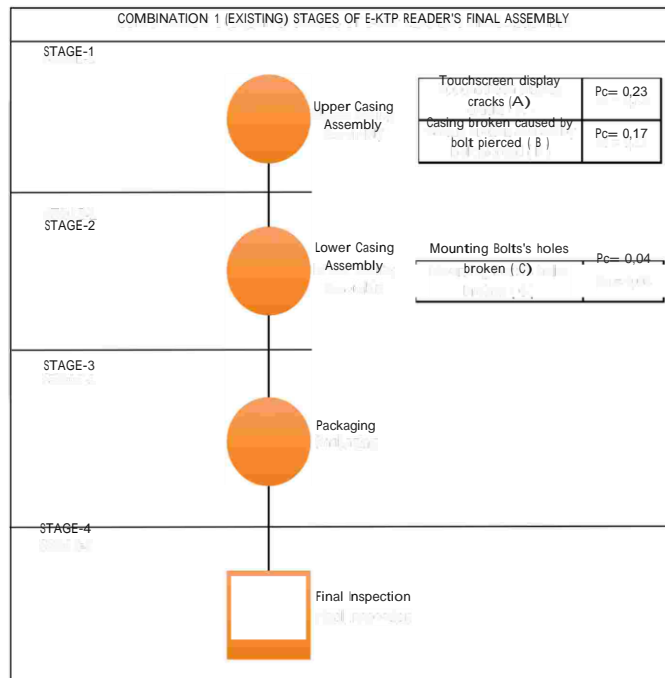 COMBINATION 1 (EXISTING) STAGES OF E-KTP READER'S FINAL ASSEMBLY
STAGE-1
Upper Casing
Assembly
Touchscreen display
cracks (A)
Pc= 0,23
Casing broken caused by
bolt pierced ( B )
Pc= 0,17
STAGE-2
Lower Casing
Assembly
Mounting Bolts's holes
broken ( C)
Pc= 0,04
STAGE-3
Packaging
STAGE-4
Final Inspection